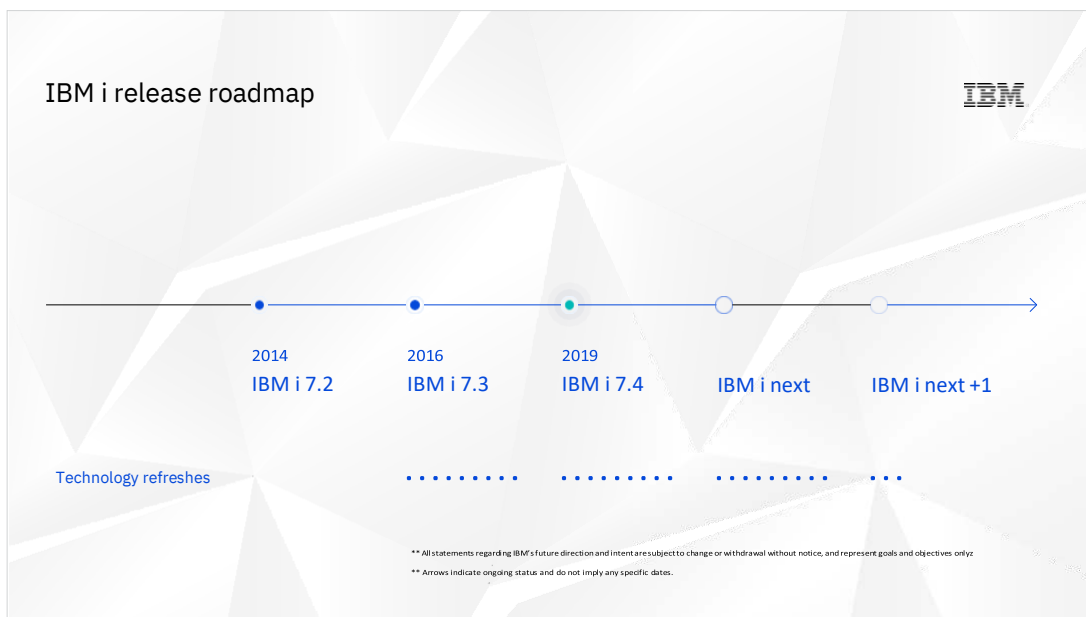 IBM i release roadmap
IBM
2014
2016
2019
IBM i 7.2
IBM i 7.3
IBM i 7.4
IBM i next
IBM i next +1
Technology refreshes
** All statements regarding IBM's future direction and intent are subject to change or withdrawal without notice, and represent goals and objectives onlyz
** Arrows indicate ongoing status and do not imply any specific dates.